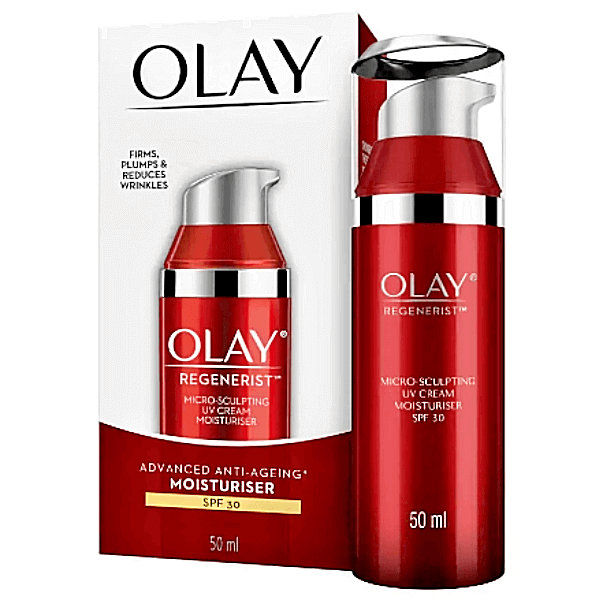 OLAY
FIRMS,
PLUMPS &
REDUCES
WRINKLES
OLAY®
REGENERIST™
MICRO-SCULPTING
UV CREAM
MOISTURISER
ADVANCED ANTI-AGEING*
MOISTURISER
SPF 30
50 ml
OLAY®
REGENERIST™
MICRO-SCULPTING
UV CREAM
MOISTURISER
SPF 30
50 ml